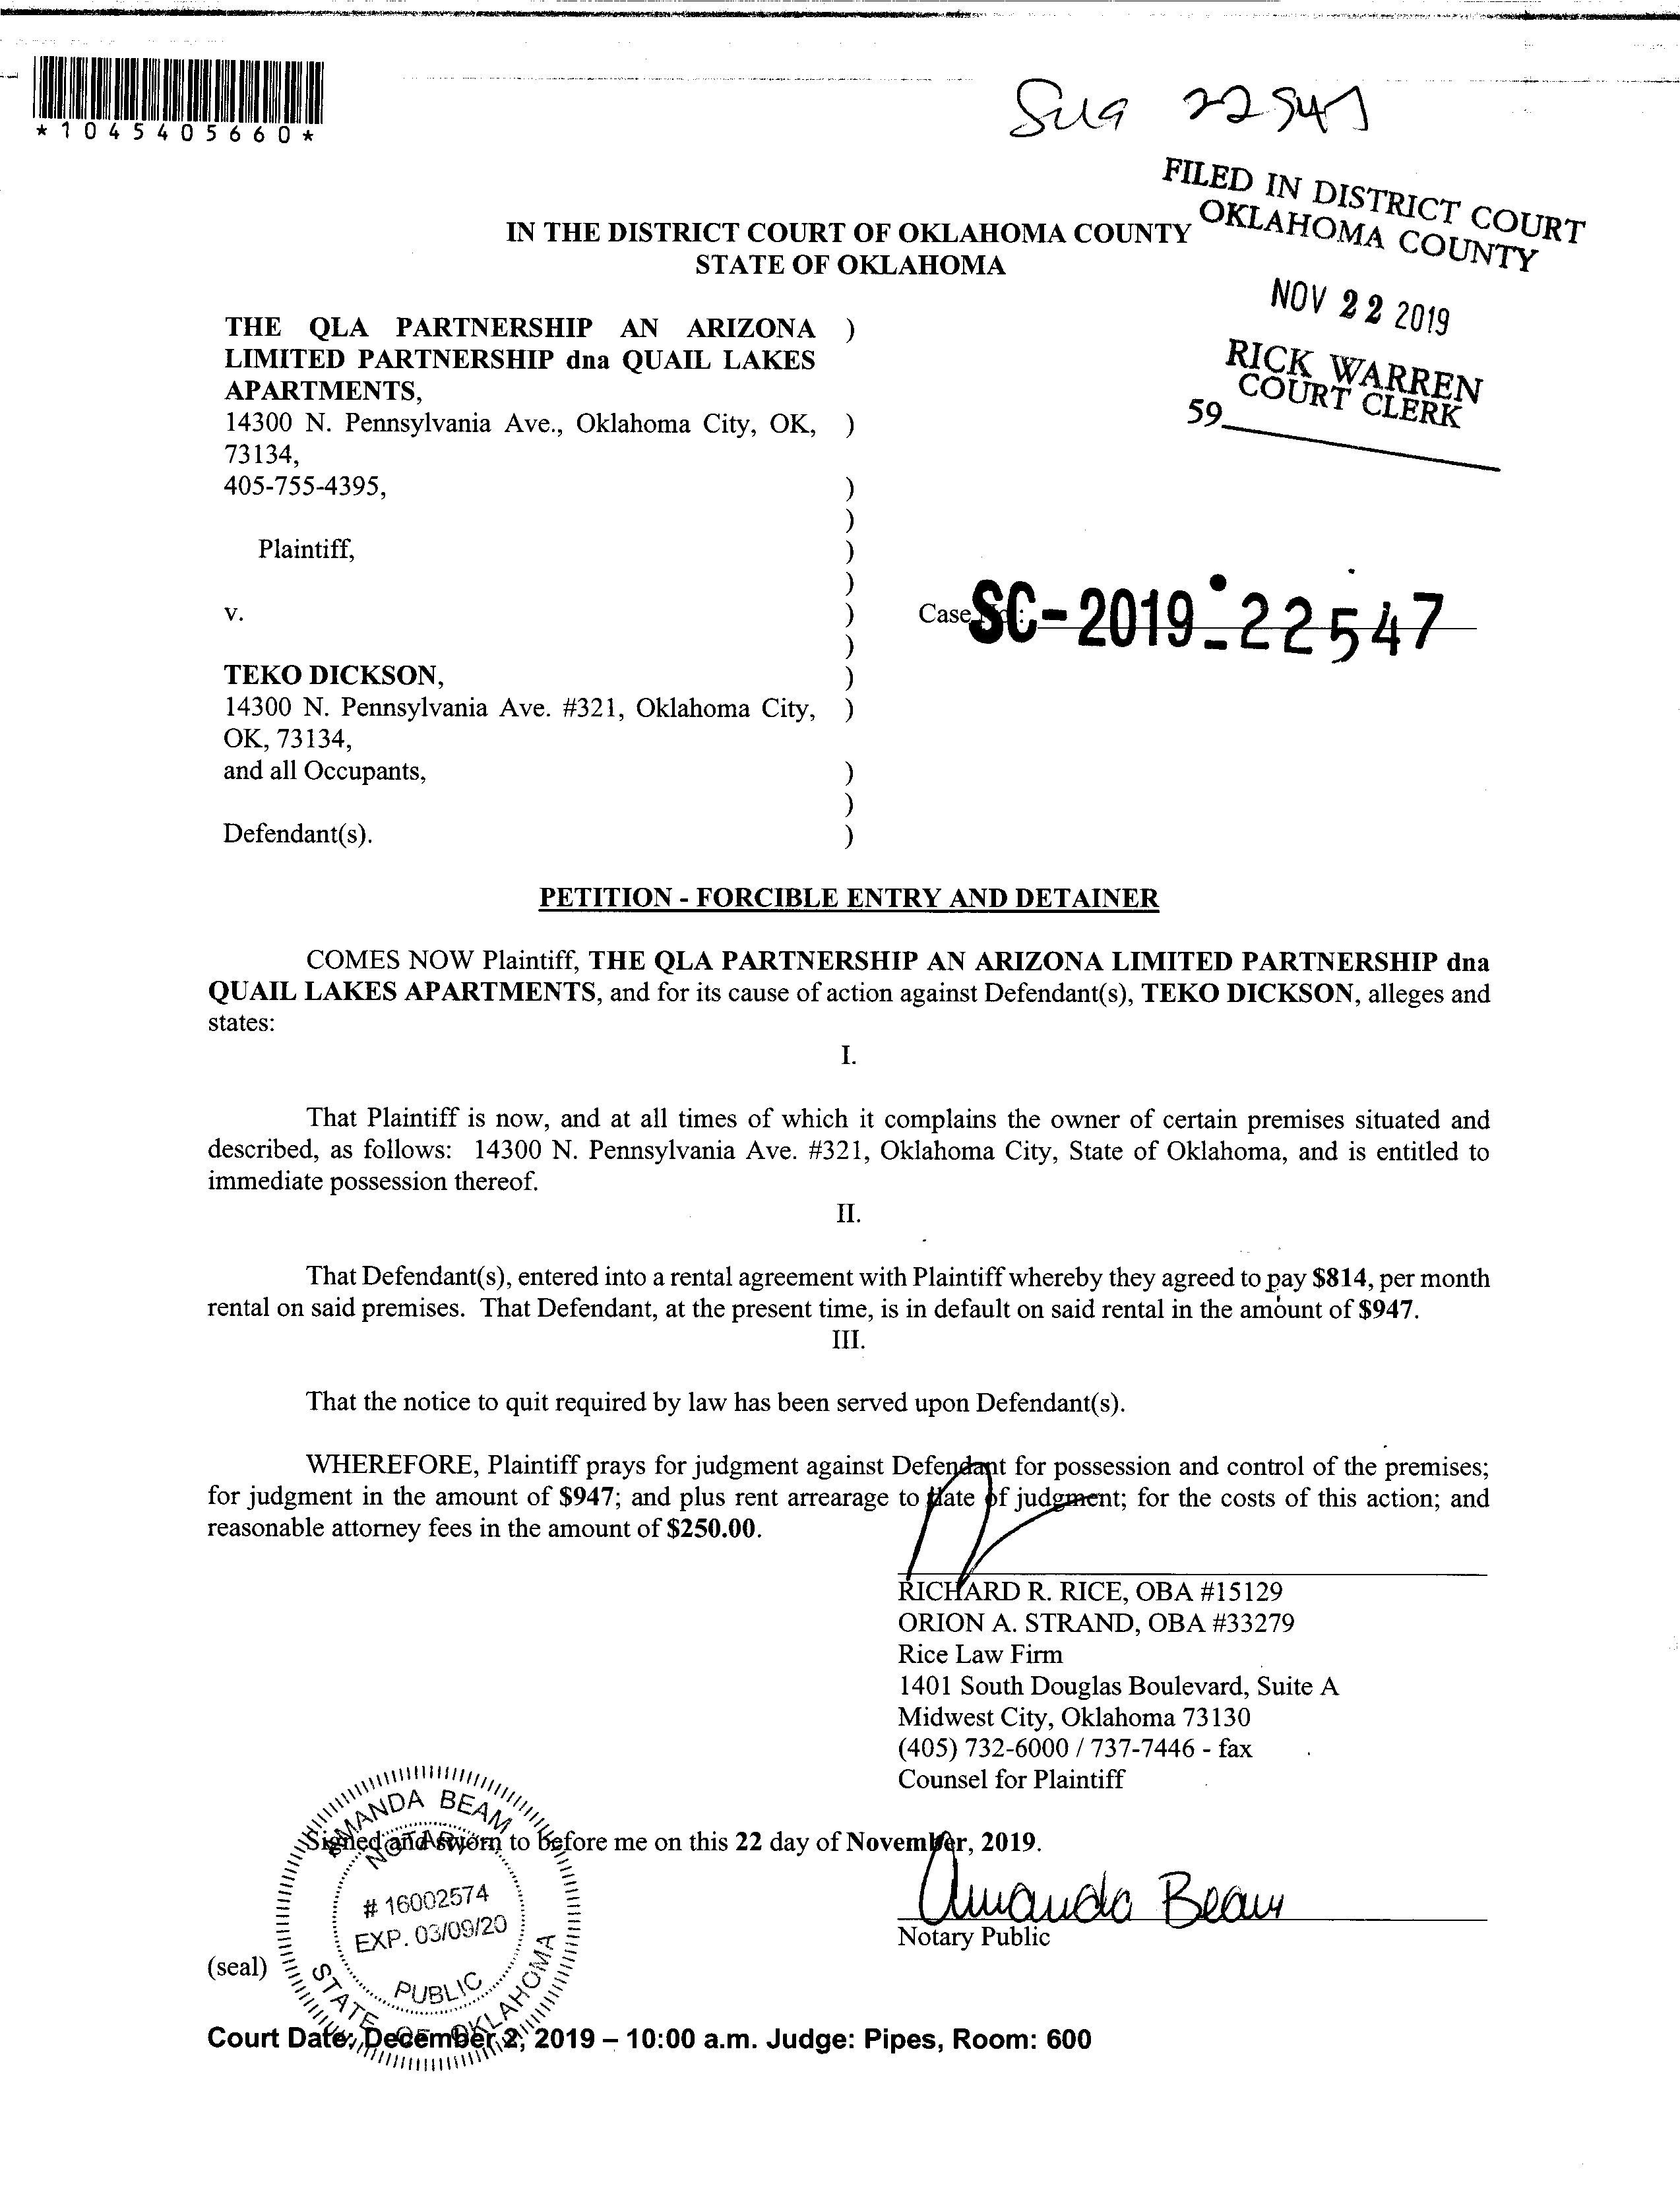 *1045405660*
22547
FILED IN DISTRICT COURT
OKLAHOMA COUNTY
NOV 22 2019
RICK WARREN
COURT CLERK
59
IN THE DISTRICT COURT OF OKLAHOMA COUNTY
STATE OF OKLAHOMA
THE QLA PARTNERSHIP AN ARIZONA )
LIMITED PARTNERSHIP dna QUAIL LAKES
APARTMENTS,
14300 N. Pennsylvania Ave., Oklahoma City, OK, )
73134,
405-755-4395, )
)
Plaintiff, )
)
v. )
Case No.: SC-2019-22547
)
TEKO DICKSON, )
14300 N. Pennsylvania Ave. #321, Oklahoma City, )
OK, 73134,
and all Occupants, )
)
Defendant(s). )
PETITION - FORCIBLE ENTRY AND DETAINER
COMES NOW Plaintiff, THE QLA PARTNERSHIP AN ARIZONA LIMITED PARTNERSHIP dna
QUAIL LAKES APARTMENTS, and for its cause of action against Defendant(s), TEKO DICKSON, alleges and
states:
I.
That Plaintiff is now, and at all times of which it complains the owner of certain premises situated and
described, as follows: 14300 N. Pennsylvania Ave. #321, Oklahoma City, State of Oklahoma, and is entitled to
immediate possession thereof.
II.
That Defendant(s), entered into a rental agreement with Plaintiff whereby they agreed to pay $814, per month
rental on said premises. That Defendant, at the present time, is in default on said rental in the amount of $947.
III.
That the notice to quit required by law has been served upon Defendant(s).
WHEREFORE, Plaintiff prays for judgment against Defendant for possession and control of the premises;
for judgment in the amount of $947; and plus rent arrearage to date of judgment; for the costs of this action; and
reasonable attorney fees in the amount of $250.00.
RICHARD R. RICE, OBA #15129
ORION A. STRAND, OBA #33279
Rice Law Firm
1401 South Douglas Boulevard, Suite A
Midwest City, Oklahoma 73130
(405) 732-6000 / 737-7446 - fax
Counsel for Plaintiff
Signed and sworn to before me on this 22 day of November, 2019.
Amanda Beam
Notary Public
(seal)
AMANDA BEAM
NOTARY
# 16002574
EXP. 03/09/20
PUBLIC
STATE OF OKLAHOMA
Court Date: December 2, 2019 – 10:00 a.m. Judge: Pipes, Room: 600